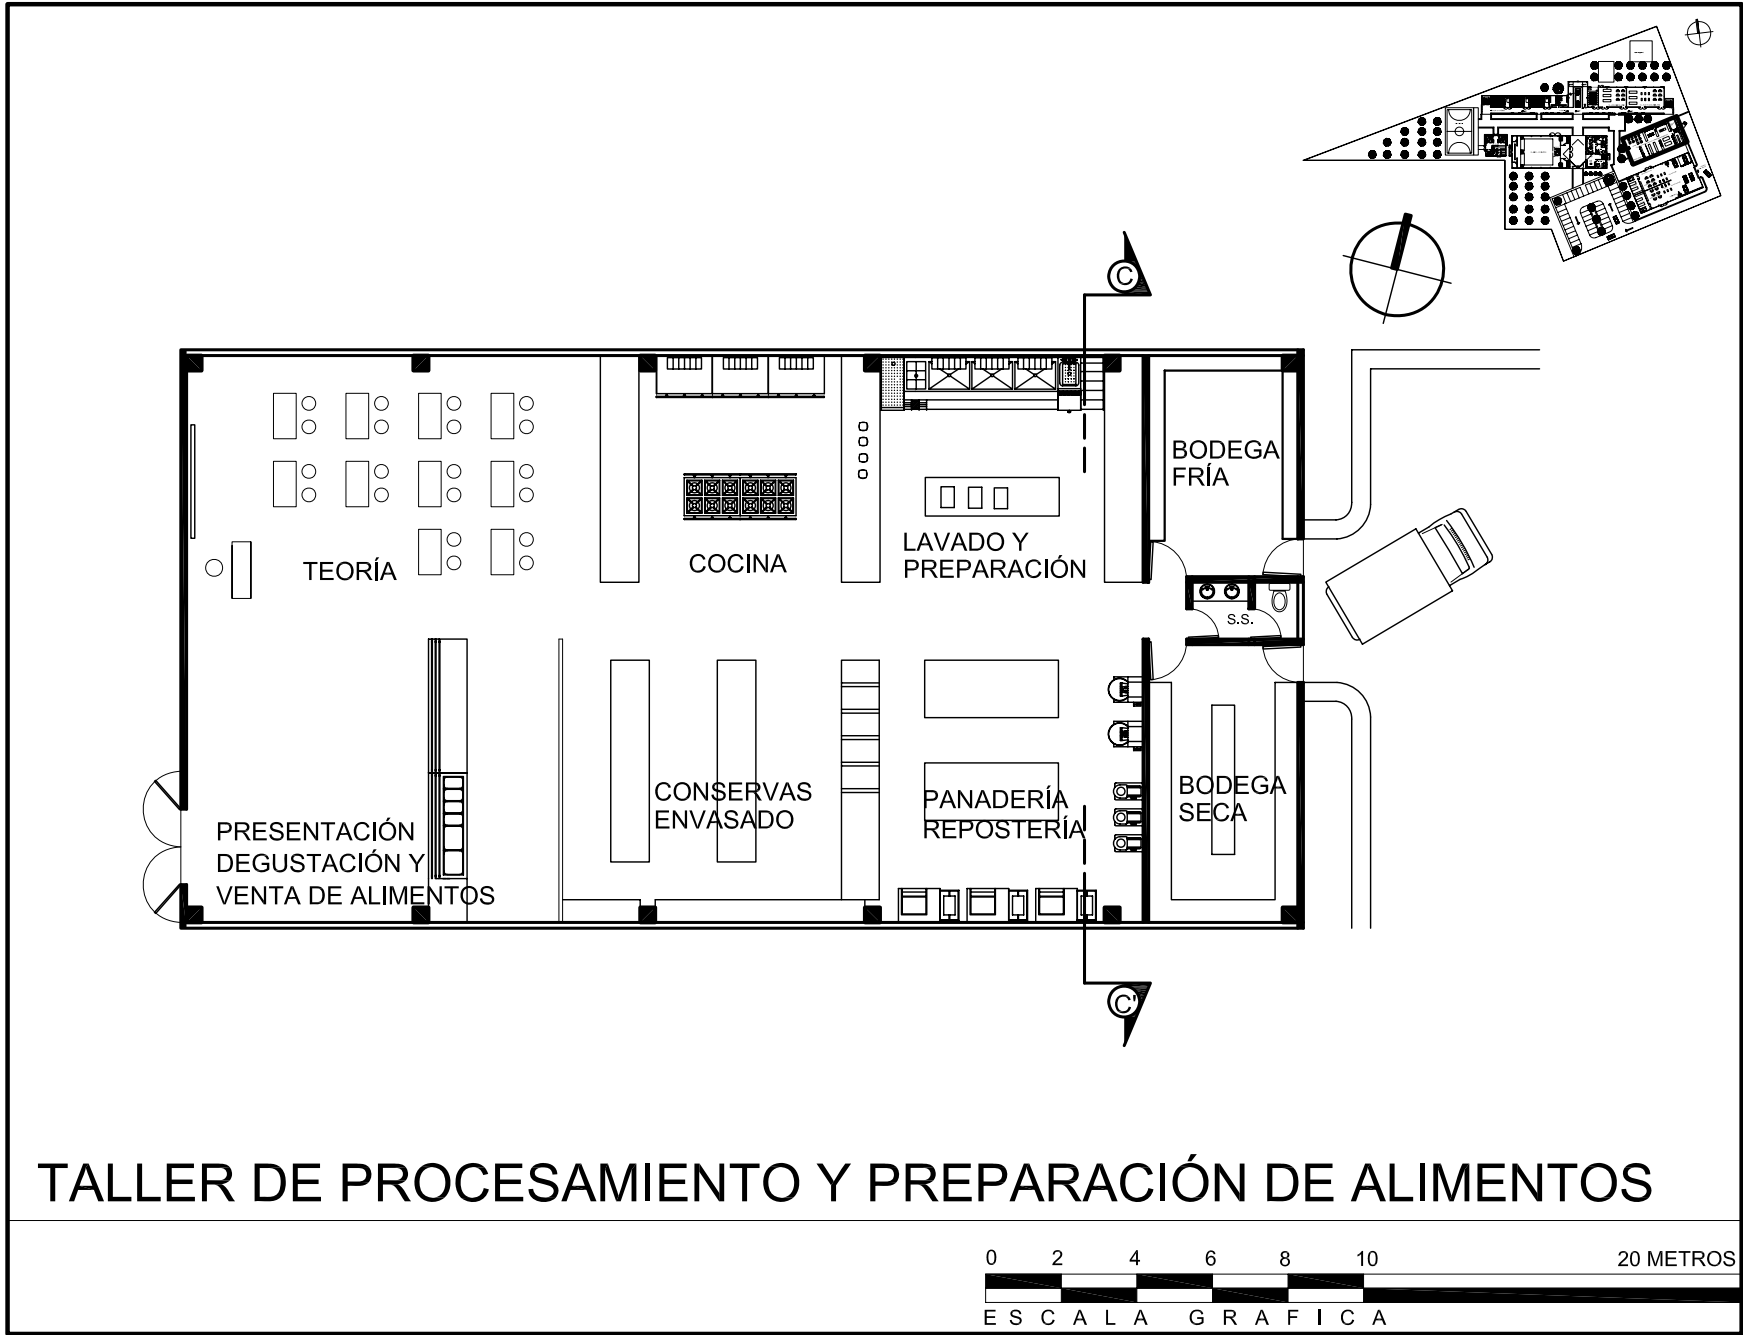 C
BODEGA
FRÍA
LAVADO Y
PREPARACIÓN
COCINA
TEORÍA
S.S.
CONSERVAS
ENVASADO
PANADERÍA
REPOSTERÍA
BODEGA
SECA
PRESENTACIÓN
DEGUSTACIÓN Y
VENTA DE ALIMENTOS
C'
TALLER DE PROCESAMIENTO Y PREPARACIÓN DE ALIMENTOS
0 2 4 6 8 10 20 METROS
ESCALA GRAFICA